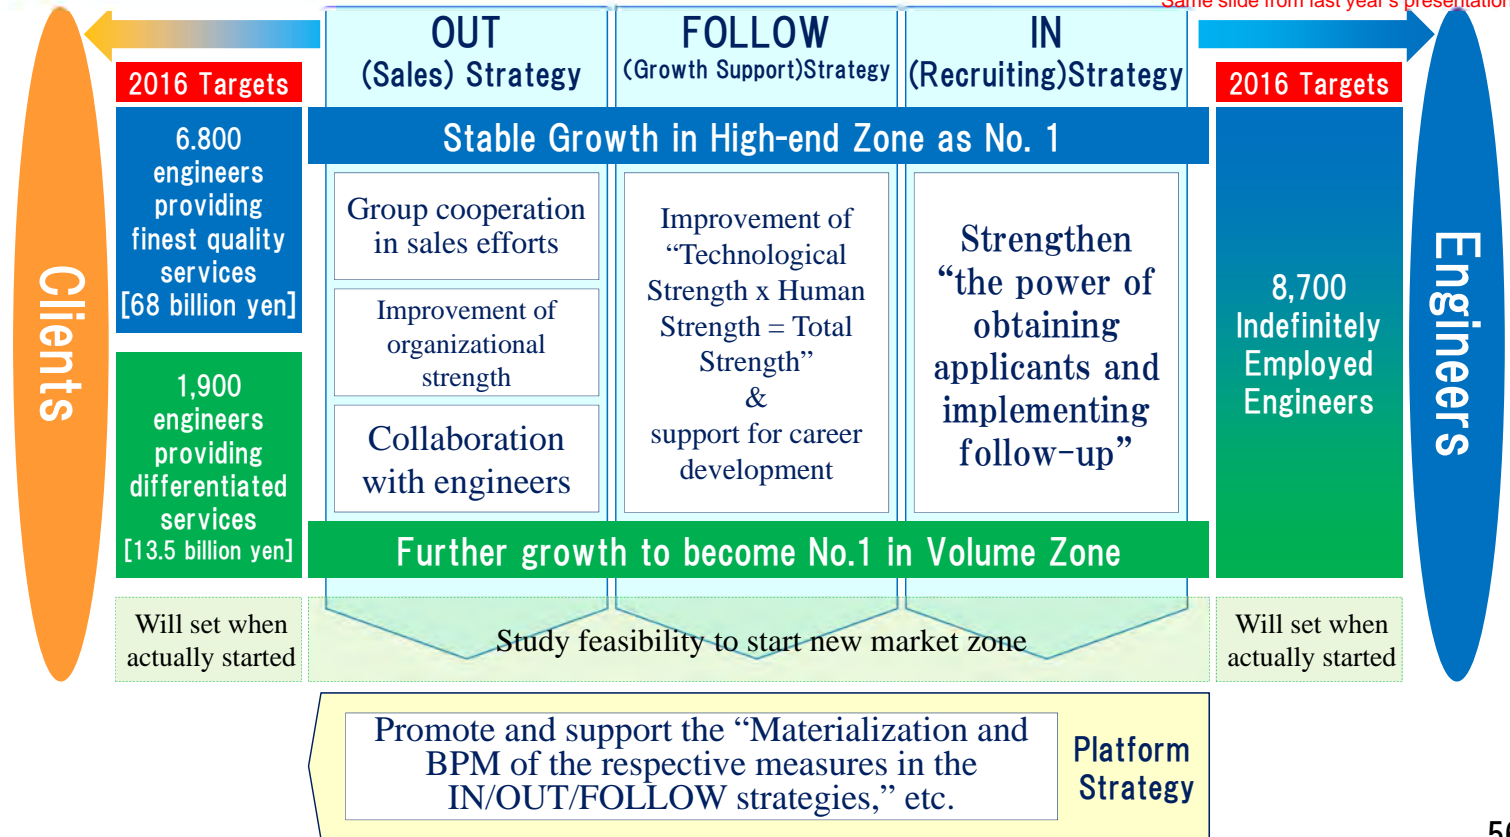 Same slide from last year's presentation
OUT
(Sales) Strategy
FOLLOW
(Growth Support)Strategy
IN
(Recruiting)Strategy
Clients
2016 Targets
6.800
engineers
providing
finest quality
services
[68 billion yen]
1,900
engineers
providing
differentiated
services
[13.5 billion yen]
Will set when
actually started
Stable Growth in High-end Zone as No. 1
Group cooperation
in sales efforts
Improvement of
organizational
strength
Collaboration
with engineers
Improvement of
“Technological
Strength x Human
Strength = Total
Strength”
&
support for career
development
Strengthen
“the power of
obtaining
applicants and
implementing
follow-up”
Further growth to become No.1 in Volume Zone
Study feasibility to start new market zone
2016 Targets
8,700
Indefinitely
Employed
Engineers
Will set when
actually started
Engineers
Promote and support the “Materialization and
BPM of the respective measures in the
IN/OUT/FOLLOW strategies,” etc.
Platform
Strategy